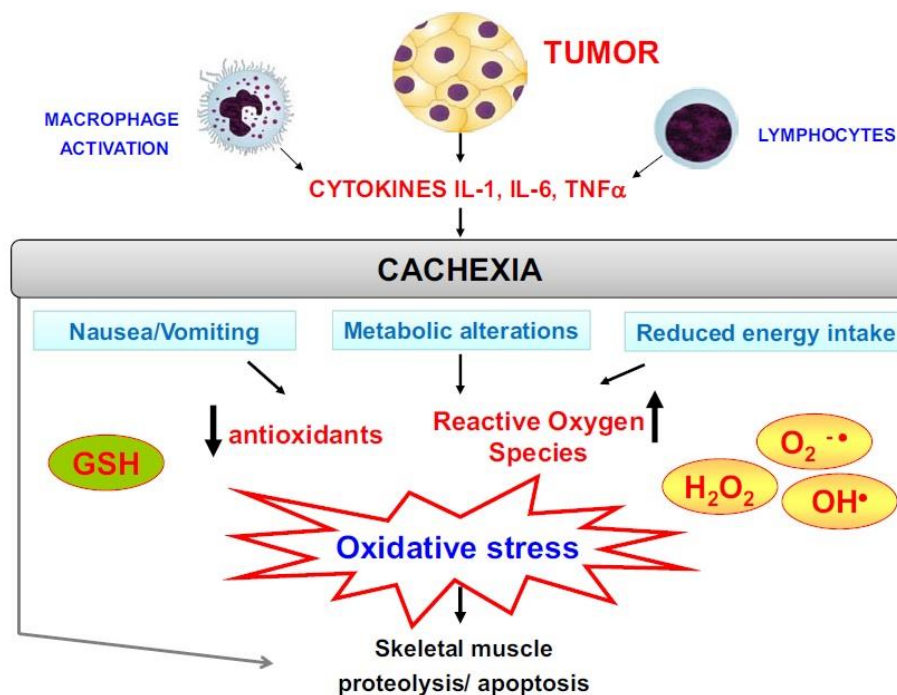 TUMOR
MACROPHAGE
ACTIVATION
LYMPHOCYTES
CYTOKINES IL-1, IL-6, TNFα
CACHEXIA
Nausea/Vomiting
Metabolic alterations
Reduced energy intake
antioxidants
Reactive Oxygen
Species
GSH
O₂⁻•
H₂O₂
OH•
Oxidative stress
Skeletal muscle
proteolysis/ apoptosis